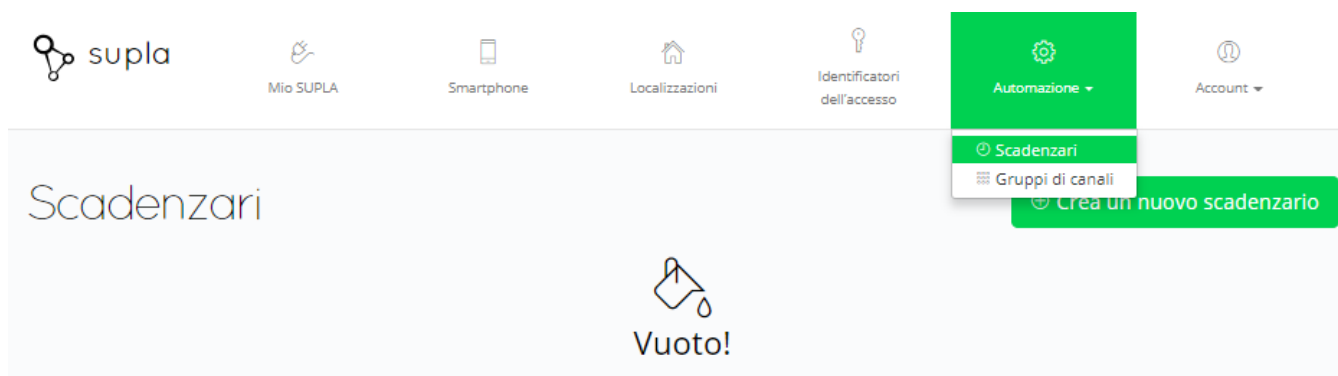 supla
Mio SUPLA
Smartphone
Localizzazioni
Identificatori
dell'accesso
Automazione
Account
Scadenzari
Gruppi di canali
Scadenzari
Crea un nuovo scadenzario
Vuoto!